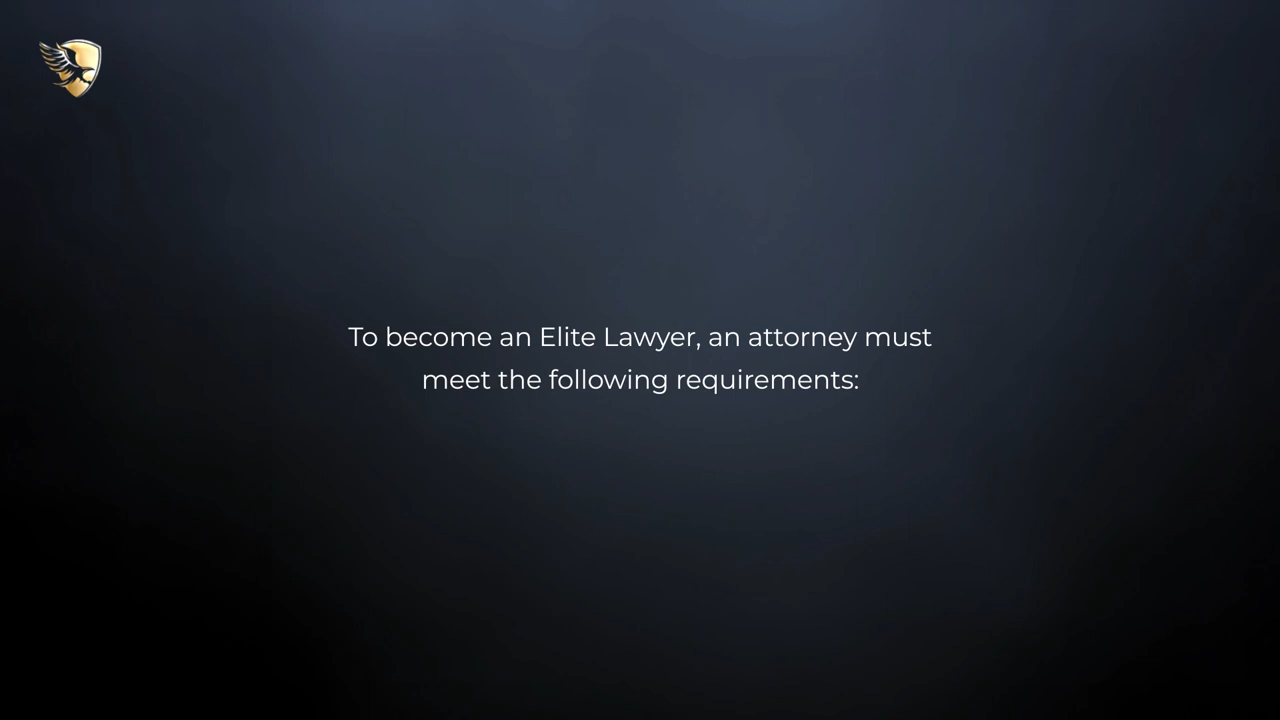 To become an Elite Lawyer, an attorney must
meet the following requirements: